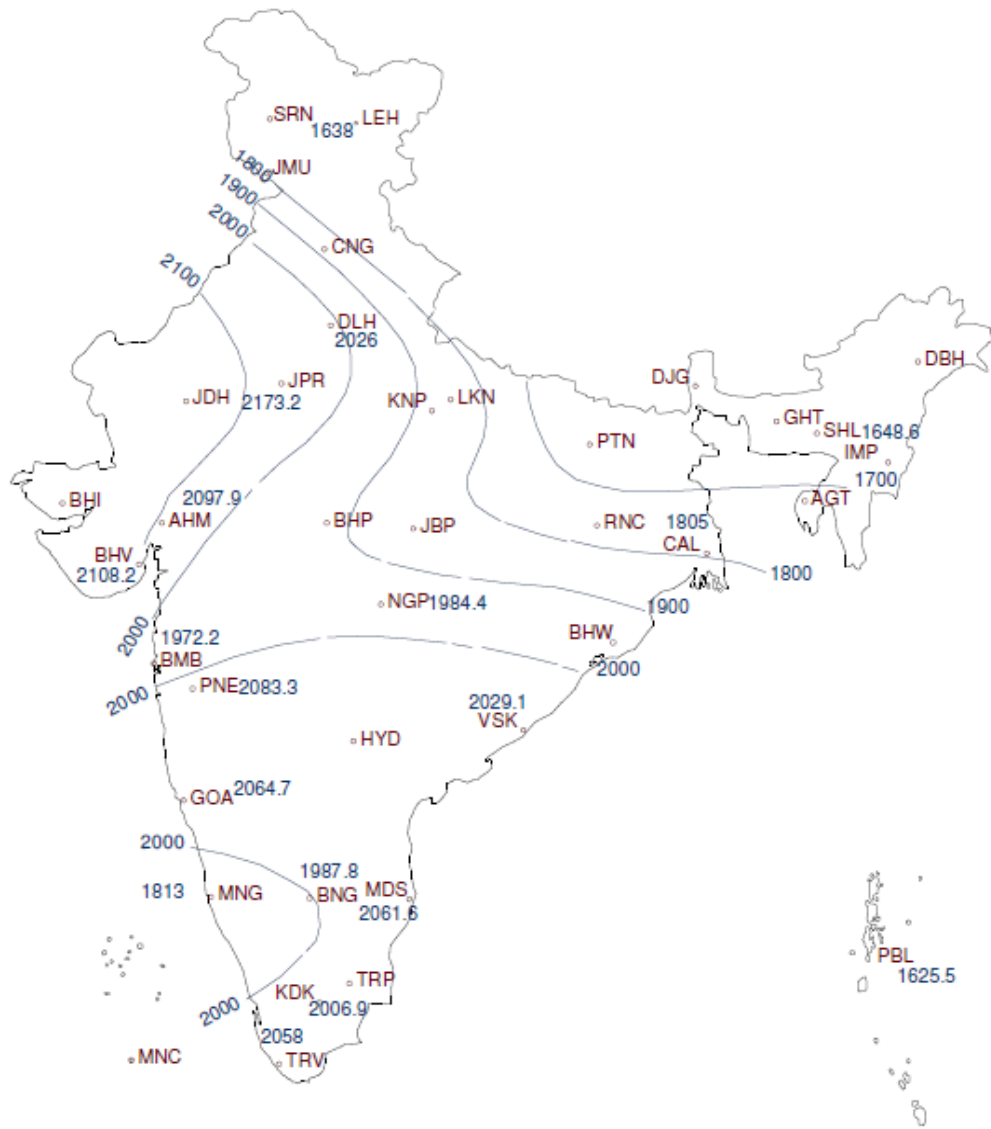 SRN
1638
LEH
1800
JMU
1900
2000
CNG
2100
DLH
2026
DBH
DJG
JPR
JDH
2173.2
KNP
LKN
GHT
SHL 1648.6
PTN
IMP
1700
2097.9
BHI
AGT
AHM
BHP
JBP
RNC
1805
CAL
BHV
2108.2
1800
NGP 1984.4
1900
2000
1972.2
BHW
BMB
2000
2000
PNE 2083.3
2029.1
VSK
HYD
GOA 2064.7
2000
1987.8
1813
MNG
BNG
MDS
2061.6
PBL
1625.5
TRP
KDK
2006.9
2000
2058
MNC
TRV